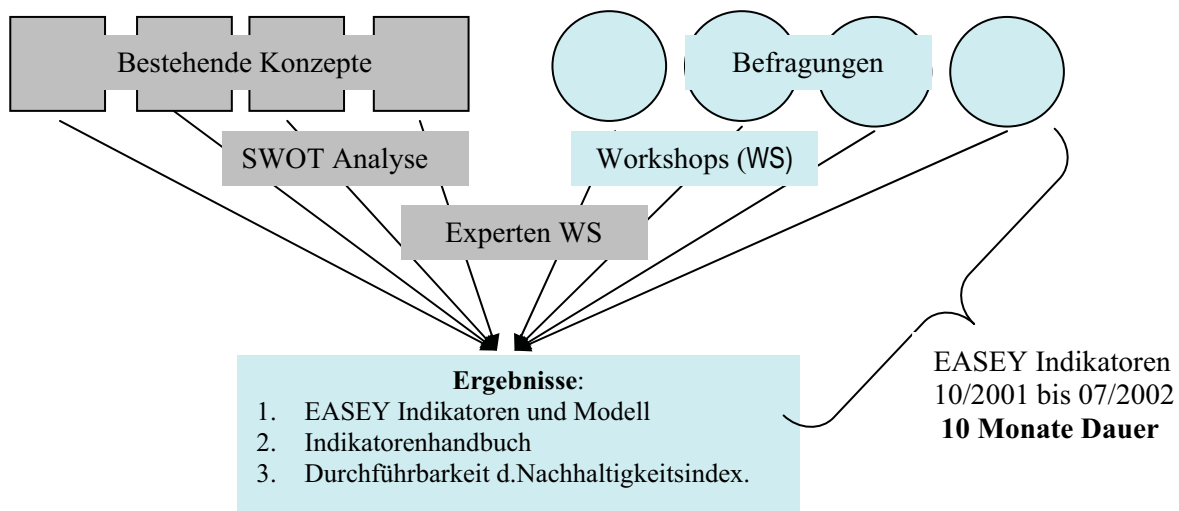 Bestehende Konzepte
Befragungen
SWOT Analyse
Workshops (WS)
Experten WS
Ergebnisse:
1. EASEY Indikatoren und Modell
2. Indikatorenhandbuch
3. Durchführbarkeit d.Nachhaltigkeitsindex.
EASEY Indikatoren
10/2001 bis 07/2002
10 Monate Dauer